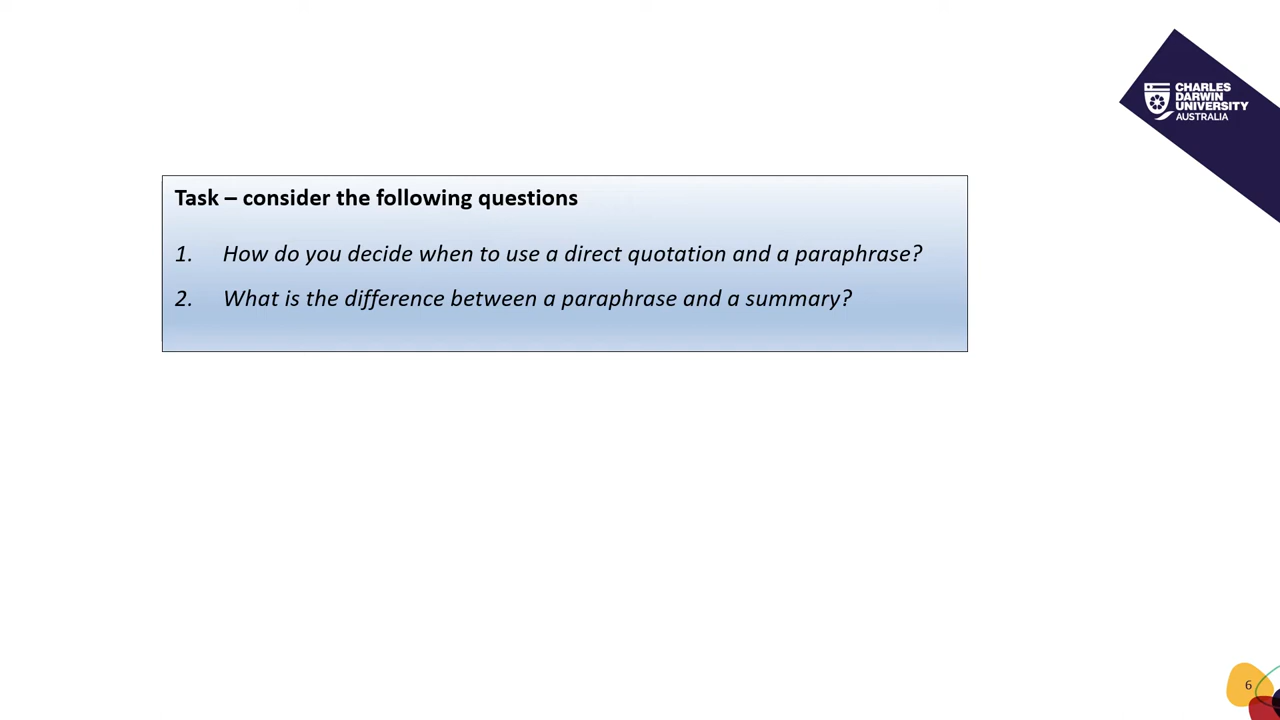 CHARLES
DARWIN
UNIVERSITY
AUSTRALIA
Task – consider the following questions
1. How do you decide when to use a direct quotation and a paraphrase?
2. What is the difference between a paraphrase and a summary?
6